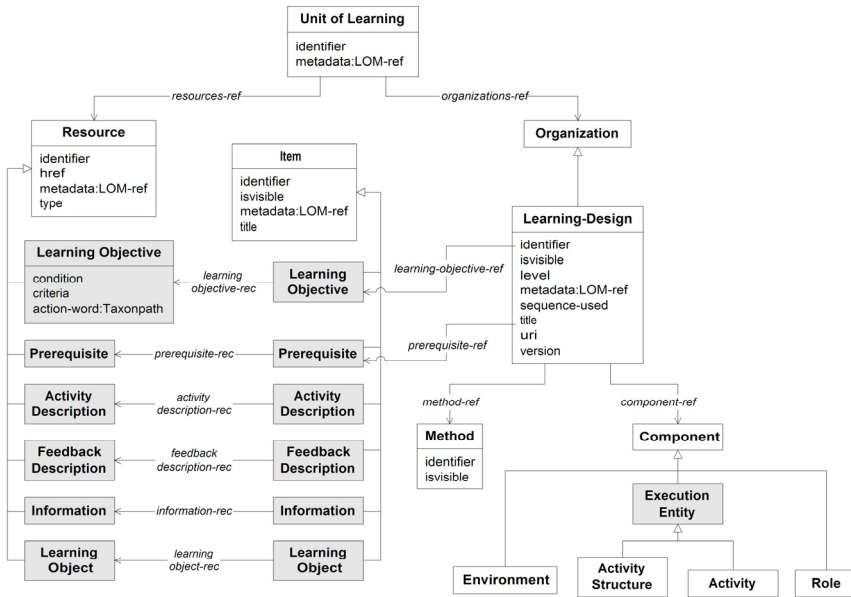 Unit of Learning
identifier
metadata:LOM-ref
resources-ref
organizations-ref
Resource
identifier
href
metadata:LOM-ref
type
Item
identifier
isvisible
metadata:LOM-ref
title
Organization
Learning-Design
identifier
isvisible
level
metadata:LOM-ref
sequence-used
title
uri
version
Learning Objective
condition
criteria
action-word:Taxonpath
learning
objective-rec
Learning
Objective
learning-objective-ref
Prerequisite
prerequisite-rec
Prerequisite
prerequisite-ref
Activity
Description
activity
description-rec
Activity
Description
method-ref
component-ref
Feedback
Description
feedback
description-rec
Feedback
Description
Method
identifier
isvisible
Component
Information
information-rec
Information
Execution
Entity
Learning
Object
learning
object-rec
Learning
Object
Environment
Activity
Structure
Activity
Role